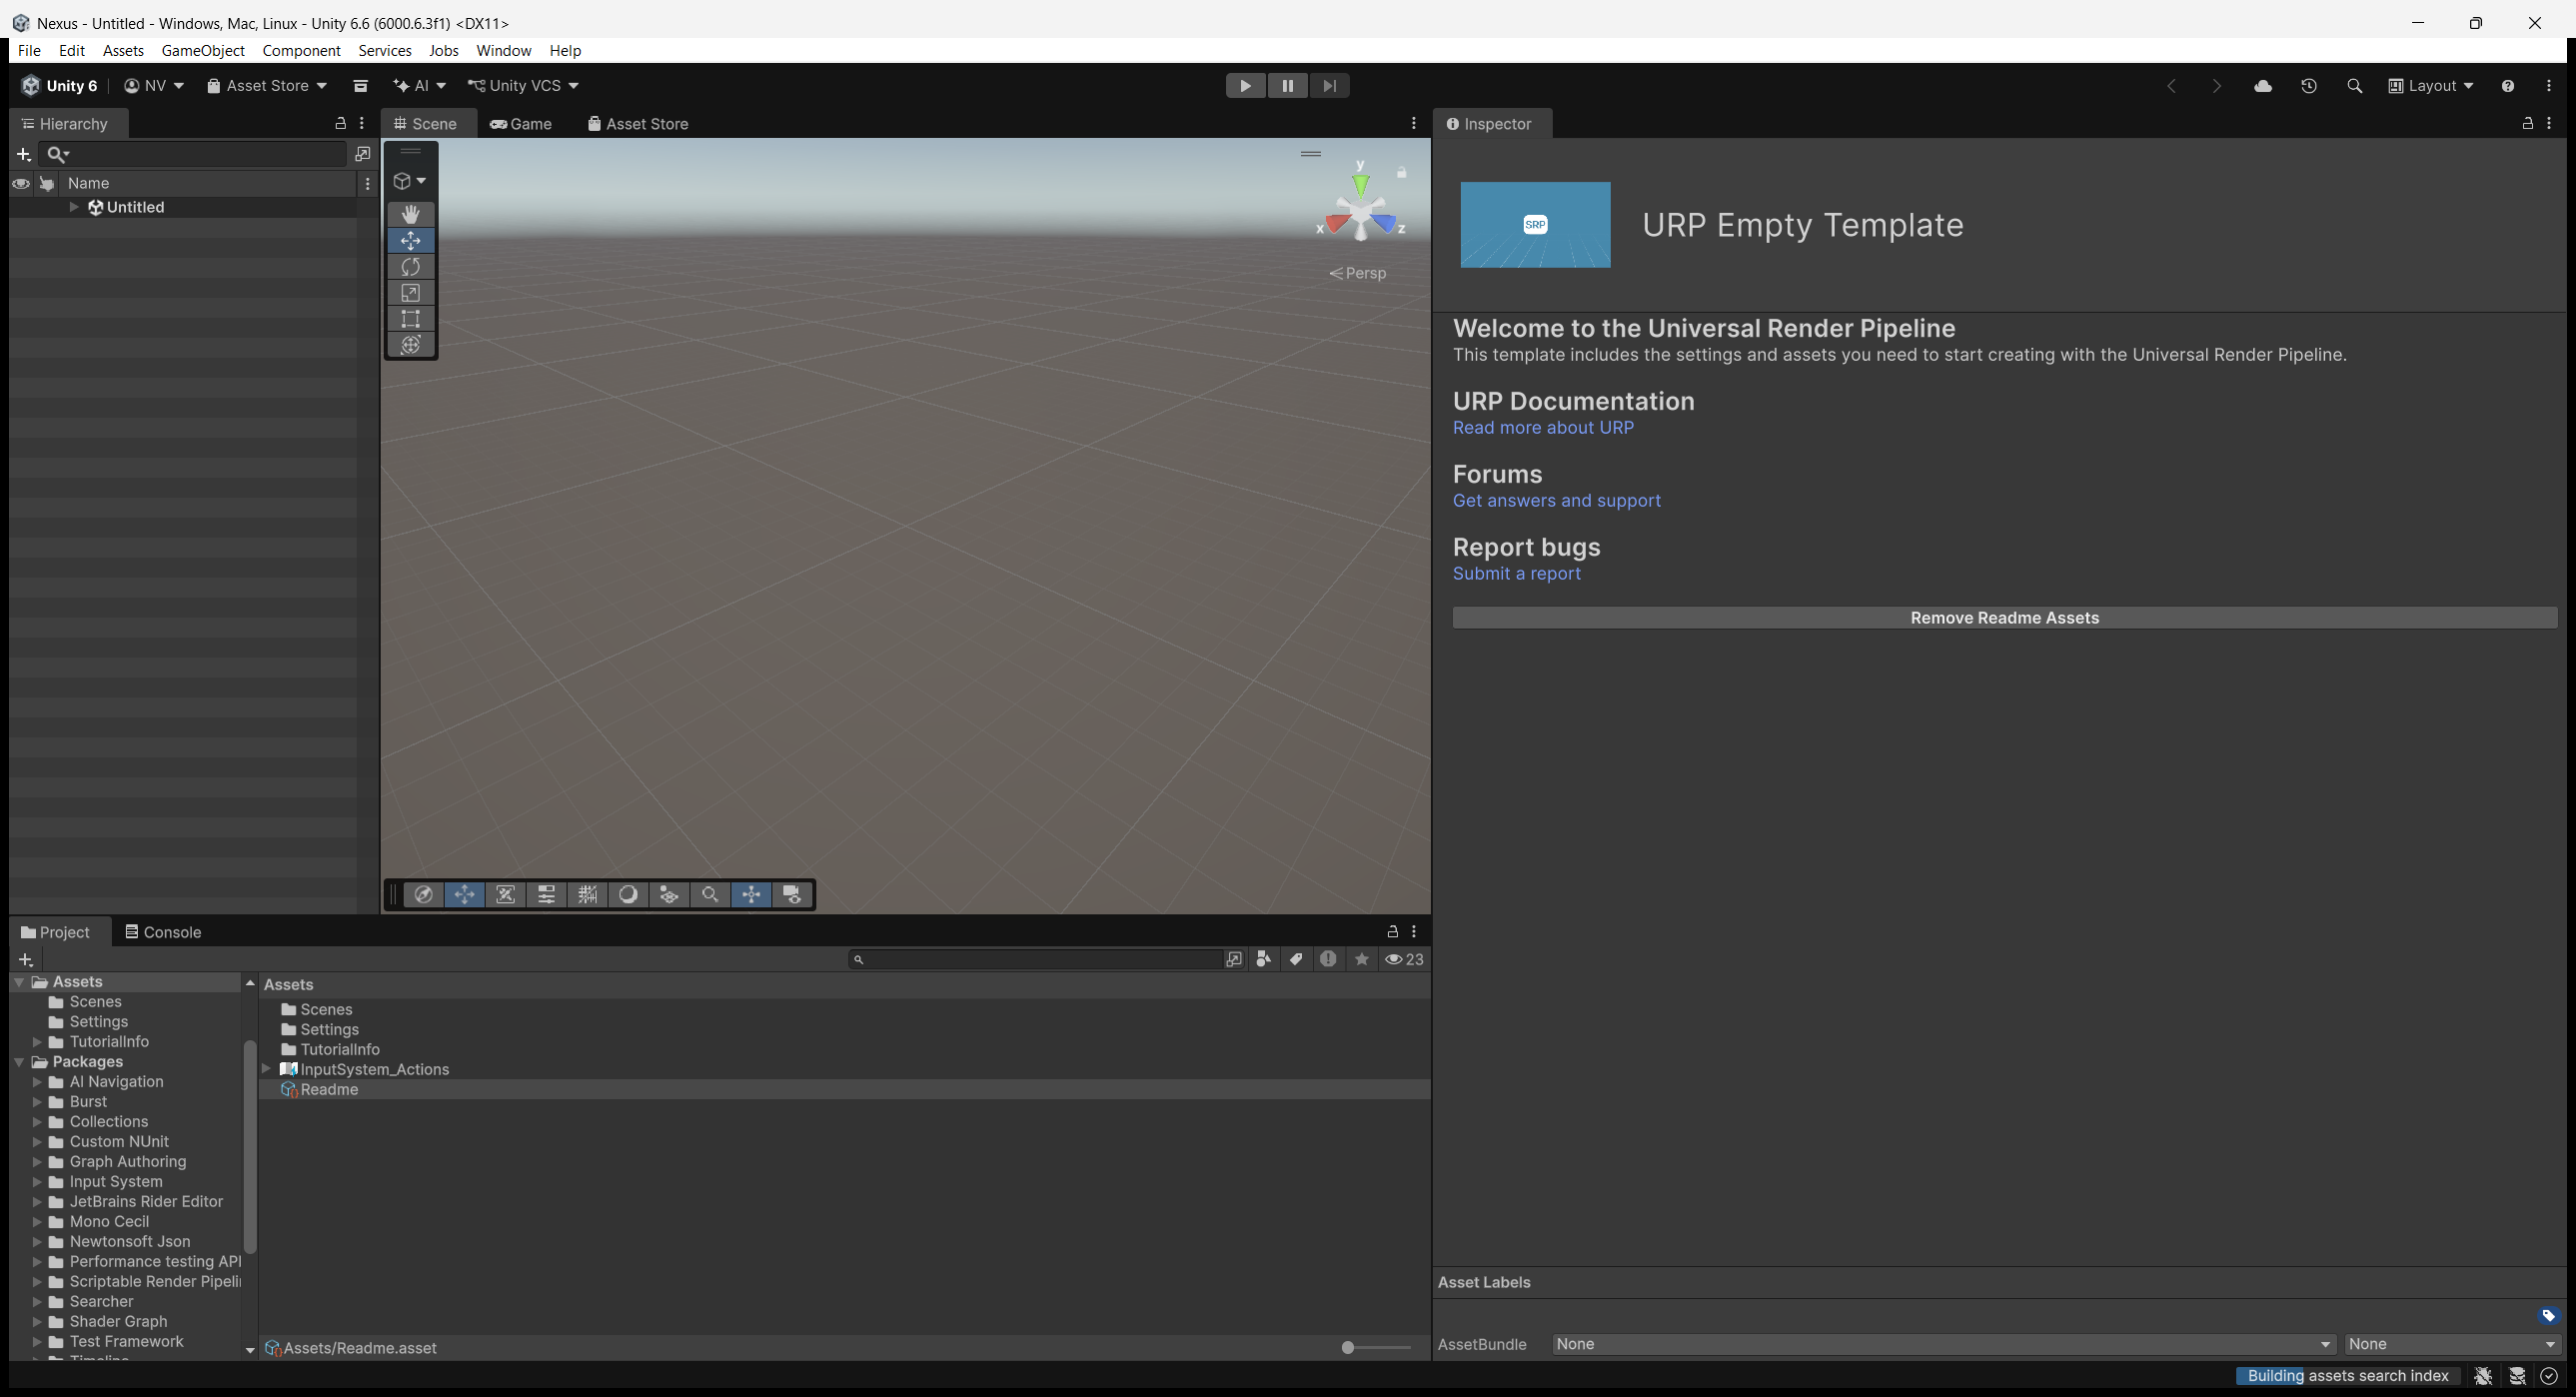 Nexus - Untitled - Windows, Mac, Linux - Unity 6.6 (6000.6.3f1) <DX11>
File Edit Assets GameObject Component Services Jobs Window Help
Unity 6 NV Asset Store AI Unity VCS Layout
Hierarchy
Name
Untitled
Scene Game Asset Store
y
x z
Persp
Inspector
SRP
URP Empty Template
Welcome to the Universal Render Pipeline
This template includes the settings and assets you need to start creating with the Universal Render Pipeline.
URP Documentation
Read more about URP
Forums
Get answers and support
Report bugs
Submit a report
Remove Readme Assets
Project Console
23
Assets
Scenes
Settings
TutorialInfo
Packages
AI Navigation
Burst
Collections
Custom NUnit
Graph Authoring
Input System
JetBrains Rider Editor
Mono Cecil
Newtonsoft Json
Performance testing API
Scriptable Render Pipelin
Searcher
Shader Graph
Test Framework
Assets
Scenes
Settings
TutorialInfo
InputSystem_Actions
Readme
Assets/Readme.asset
Asset Labels
AssetBundle None None
Building assets search index